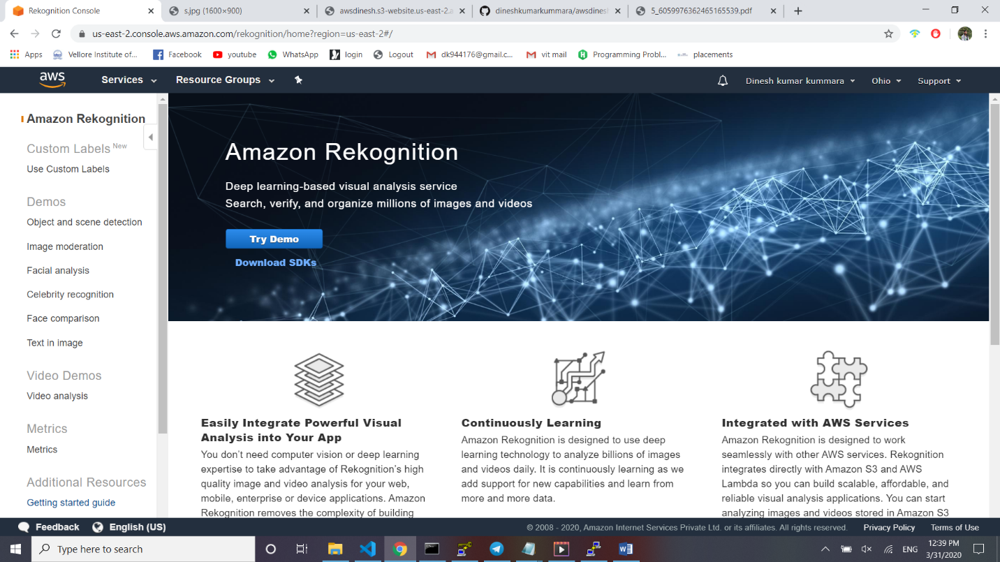 Rekognition Console
s.jpg (1600×900)
awsdinesh.s3-website.us-east-2.a
dineshkumarkummara/awsdinesh
5_6059976362465165539.pdf
us-east-2.console.aws.amazon.com/rekognition/home?region=us-east-2#/
Apps
Vellore Institute of...
Facebook
youtube
WhatsApp
login
Logout
dk944176@gmail.c...
vit mail
Programming Probl...
placements
aws
Services
Resource Groups
Dinesh kumar kummara
Ohio
Support
Amazon Rekognition
Custom Labels New
Use Custom Labels
Demos
Object and scene detection
Image moderation
Facial analysis
Celebrity recognition
Face comparison
Text in image
Video Demos
Video analysis
Metrics
Metrics
Additional Resources
Getting started guide
Amazon Rekognition
Deep learning-based visual analysis service
Search, verify, and organize millions of images and videos
Try Demo
Download SDKs
Easily Integrate Powerful Visual
Analysis into Your App
You don't need computer vision or deep learning
expertise to take advantage of Rekognition's high
quality image and video analysis for your web,
mobile, enterprise or device applications. Amazon
Rekognition removes the complexity of building
Continuously Learning
Amazon Rekognition is designed to use deep
learning technology to analyze billions of images
and videos daily. It is continuously learning as we
add support for new capabilities and learn from
more and more data.
Integrated with AWS Services
Amazon Rekognition is designed to work
seamlessly with other AWS services. Rekognition
integrates directly with Amazon S3 and AWS
Lambda so you can build scalable, affordable, and
reliable visual analysis applications. You can start
analyzing images and videos stored in Amazon S3
Feedback
English (US)
© 2008 - 2020, Amazon Internet Services Private Ltd. or its affiliates. All rights reserved.
Privacy Policy
Terms of Use
Type here to search
ENG
12:39 PM
3/31/2020